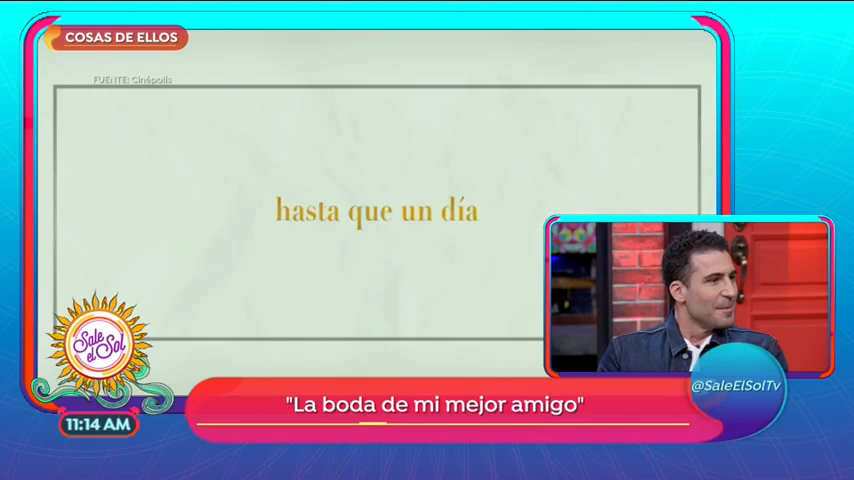 COSAS DE ELLOS
FUENTE: Cinépolis
hasta que un día
Sale
el Sol
@SaleElSolTv
"La boda de mi mejor amigo"
11:14 AM